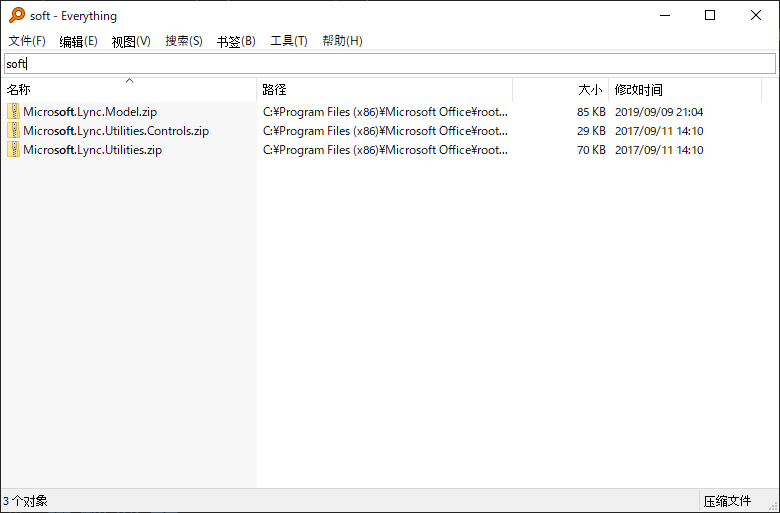 soft - Everything
文件(F) 编辑(E) 视图(V) 搜索(S) 书签(B) 工具(T) 帮助(H)
soft
名称 路径 大小 修改时间
Microsoft.Lync.Model.zip C:¥Program Files (x86)¥Microsoft Office¥root... 85 KB 2019/09/09 21:04
Microsoft.Lync.Utilities.Controls.zip C:¥Program Files (x86)¥Microsoft Office¥root... 29 KB 2017/09/11 14:10
Microsoft.Lync.Utilities.zip C:¥Program Files (x86)¥Microsoft Office¥root... 70 KB 2017/09/11 14:10
3 个对象 压缩文件